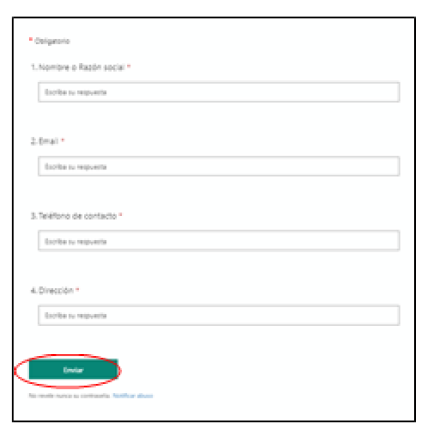 * Obligatorio
1. Nombre o Razón social *
Escriba su respuesta
2. Email *
Escriba su respuesta
3. Teléfono de contacto *
Escriba su respuesta
4. Dirección *
Escriba su respuesta
Enviar
No revele nunca su contraseña. Notificar abuso